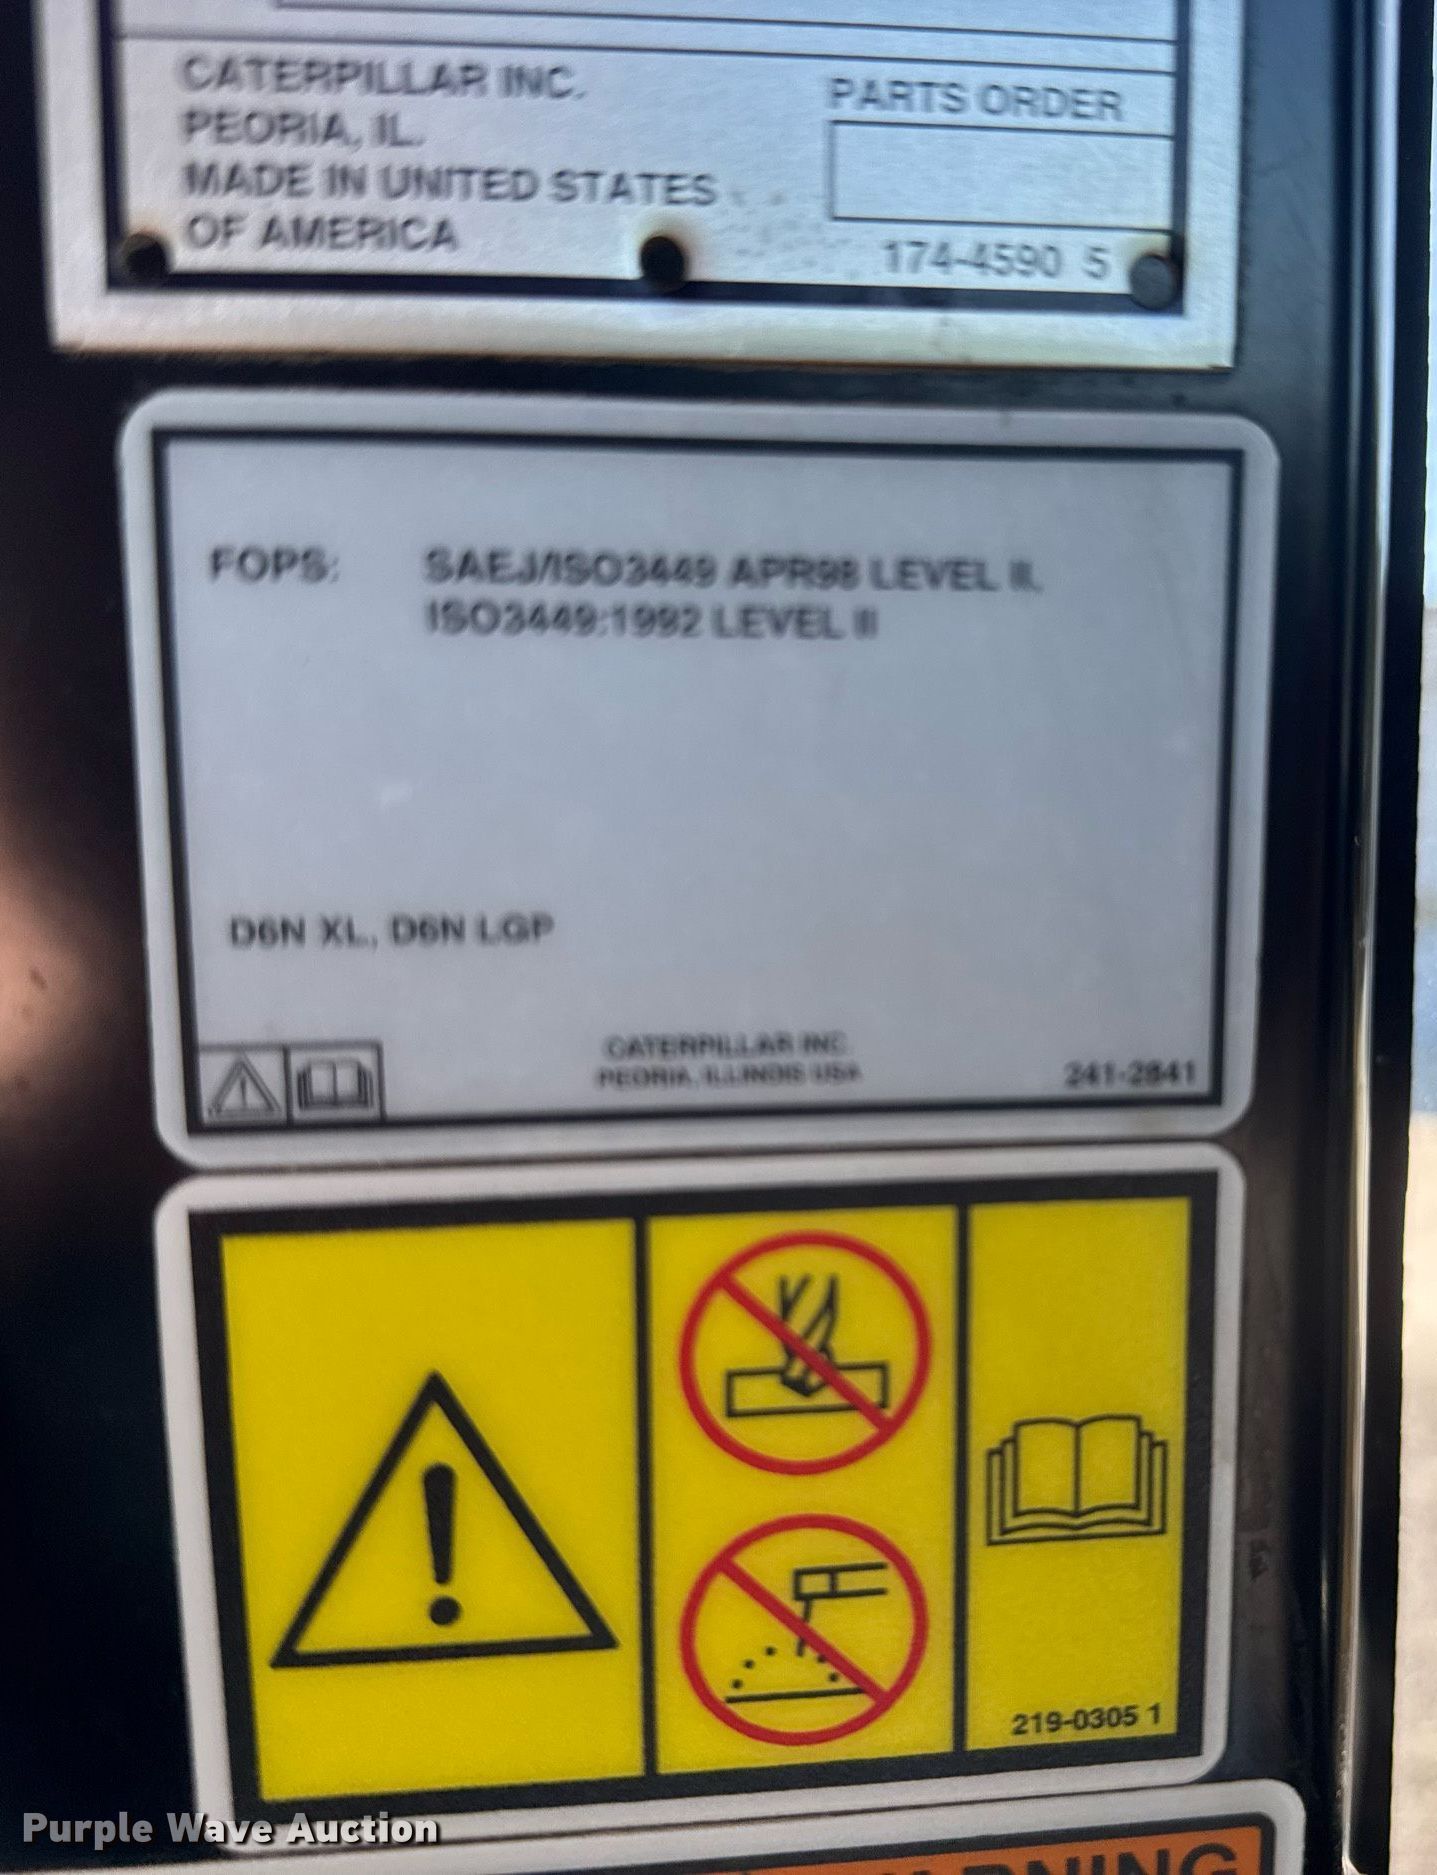 CATERPILLAR INC.
PEORIA, IL.
MADE IN UNITED STATES
OF AMERICA
PARTS ORDER
174-4590 5
FOPS: SAEJ/ISO3449 APR98 LEVEL II,
ISO3449:1992 LEVEL II
D6N XL, D6N LGP
CATERPILLAR INC.
PEORIA, ILLINOIS USA
241-2841
219-0305 1
WARNING
Purple Wave Auction